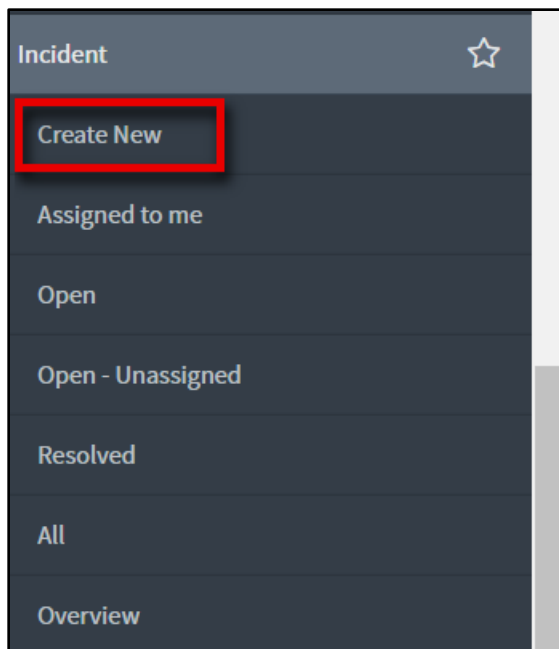 Incident
Create New
Assigned to me
Open
Open - Unassigned
Resolved
All
Overview